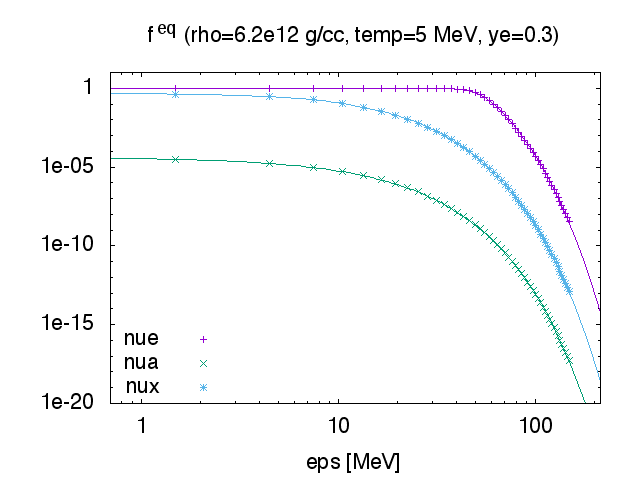 f eq (rho=6.2e12 g/cc, temp=5 MeV, ye=0.3)
1
1e-05
1e-10
1e-15
1e-20
nue
nua
nux
1 10 100
eps [MeV]